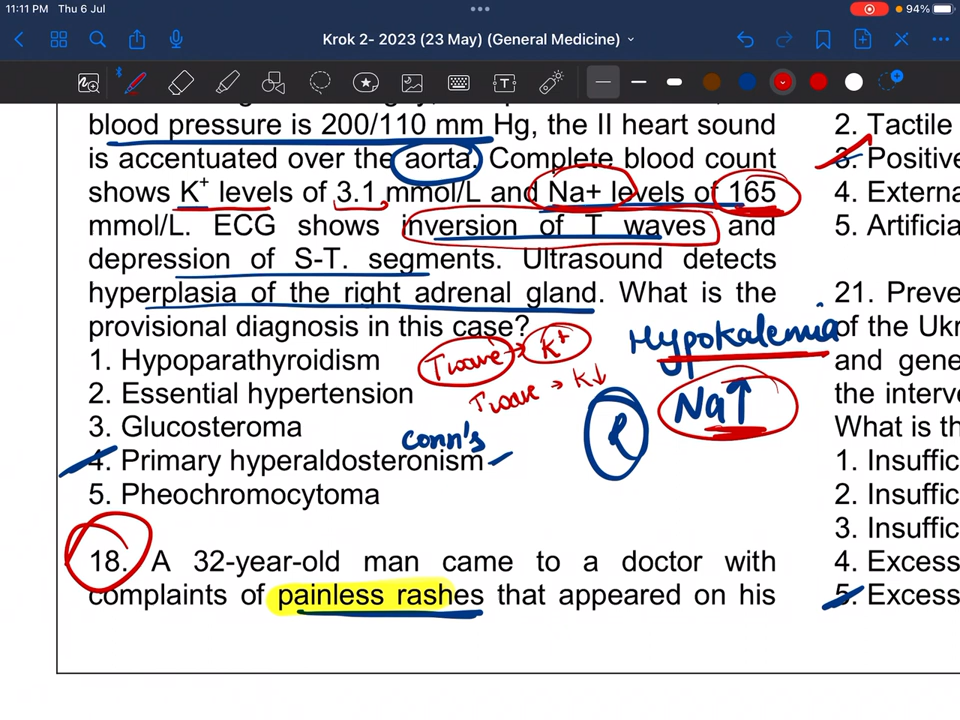 11:11 PM Thu 6 Jul
94%
Krok 2- 2023 (23 May) (General Medicine)
blood pressure is 200/110 mm Hg, the II heart sound
is accentuated over the aorta. Complete blood count
shows K+ levels of 3.1 mmol/L and Na+ levels of 165
mmol/L. ECG shows inversion of T waves and
depression of S-T. segments. Ultrasound detects
hyperplasia of the right adrenal gland. What is the
provisional diagnosis in this case?
1. Hypoparathyroidism
2. Essential hypertension
3. Glucosteroma
4. Primary hyperaldosteronism
5. Pheochromocytoma
Twave → K+
Twave → K↓
Hypokalemia
Na↑
Conn's
18. A 32-year-old man came to a doctor with
complaints of painless rashes that appeared on his
2. Tactile
3. Positive
4. Externa
5. Artificia
21. Preve
of the Ukr
and gene
the interv
What is th
1. Insuffic
2. Insuffic
3. Insuffic
4. Excess
5. Excess